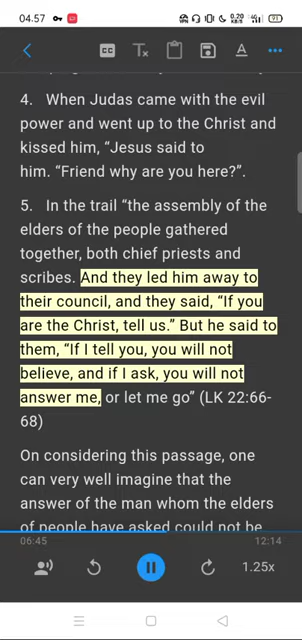 04.57
0.20
KB/S
4G
91
CC
4. When Judas came with the evil
power and went up to the Christ and
kissed him, “Jesus said to
him. “Friend why are you here?”.
5. In the trail “the assembly of the
elders of the people gathered
together, both chief priests and
scribes. And they led him away to
their council, and they said, “If you
are the Christ, tell us.” But he said to
them, “If I tell you, you will not
believe, and if I ask, you will not
answer me, or let me go” (LK 22:66-
68)
On considering this passage, one
can very well imagine that the
answer of the man whom the elders
of people have asked could not be
06:45
12:14
1.25x